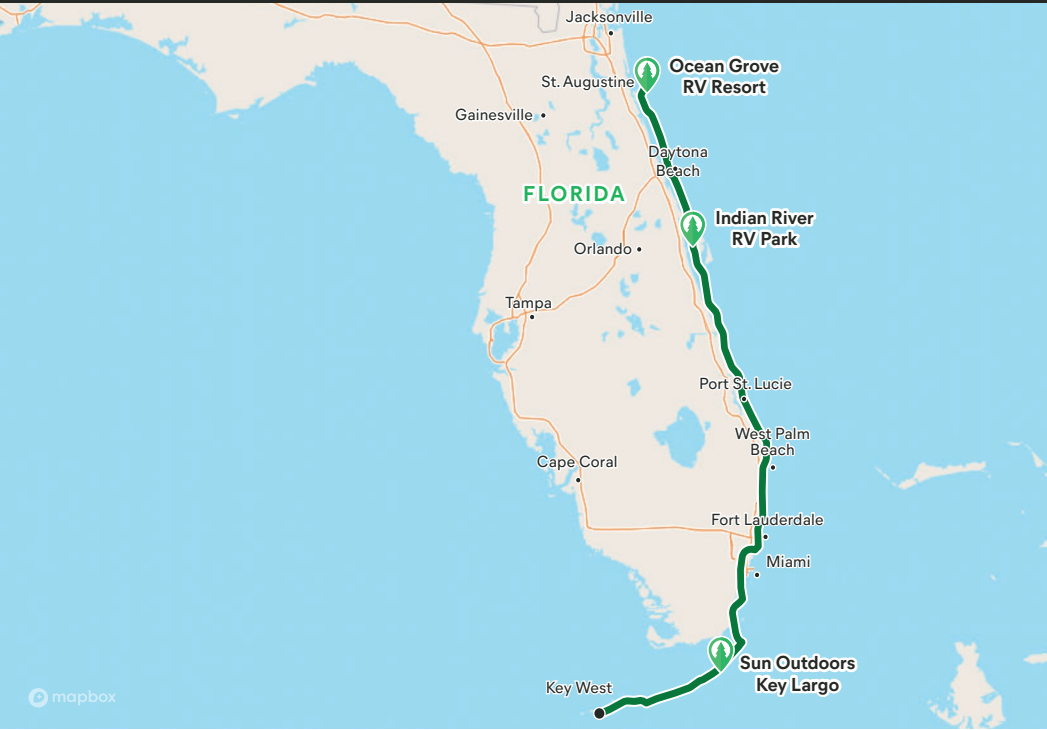 Jacksonville
Ocean Grove
RV Resort
St. Augustine
Gainesville
Daytona
Beach
FLORIDA
Indian River
RV Park
Orlando
Tampa
Port St. Lucie
West Palm
Beach
Cape Coral
Fort Lauderdale
Miami
Sun Outdoors
Key Largo
Key West
mapbox